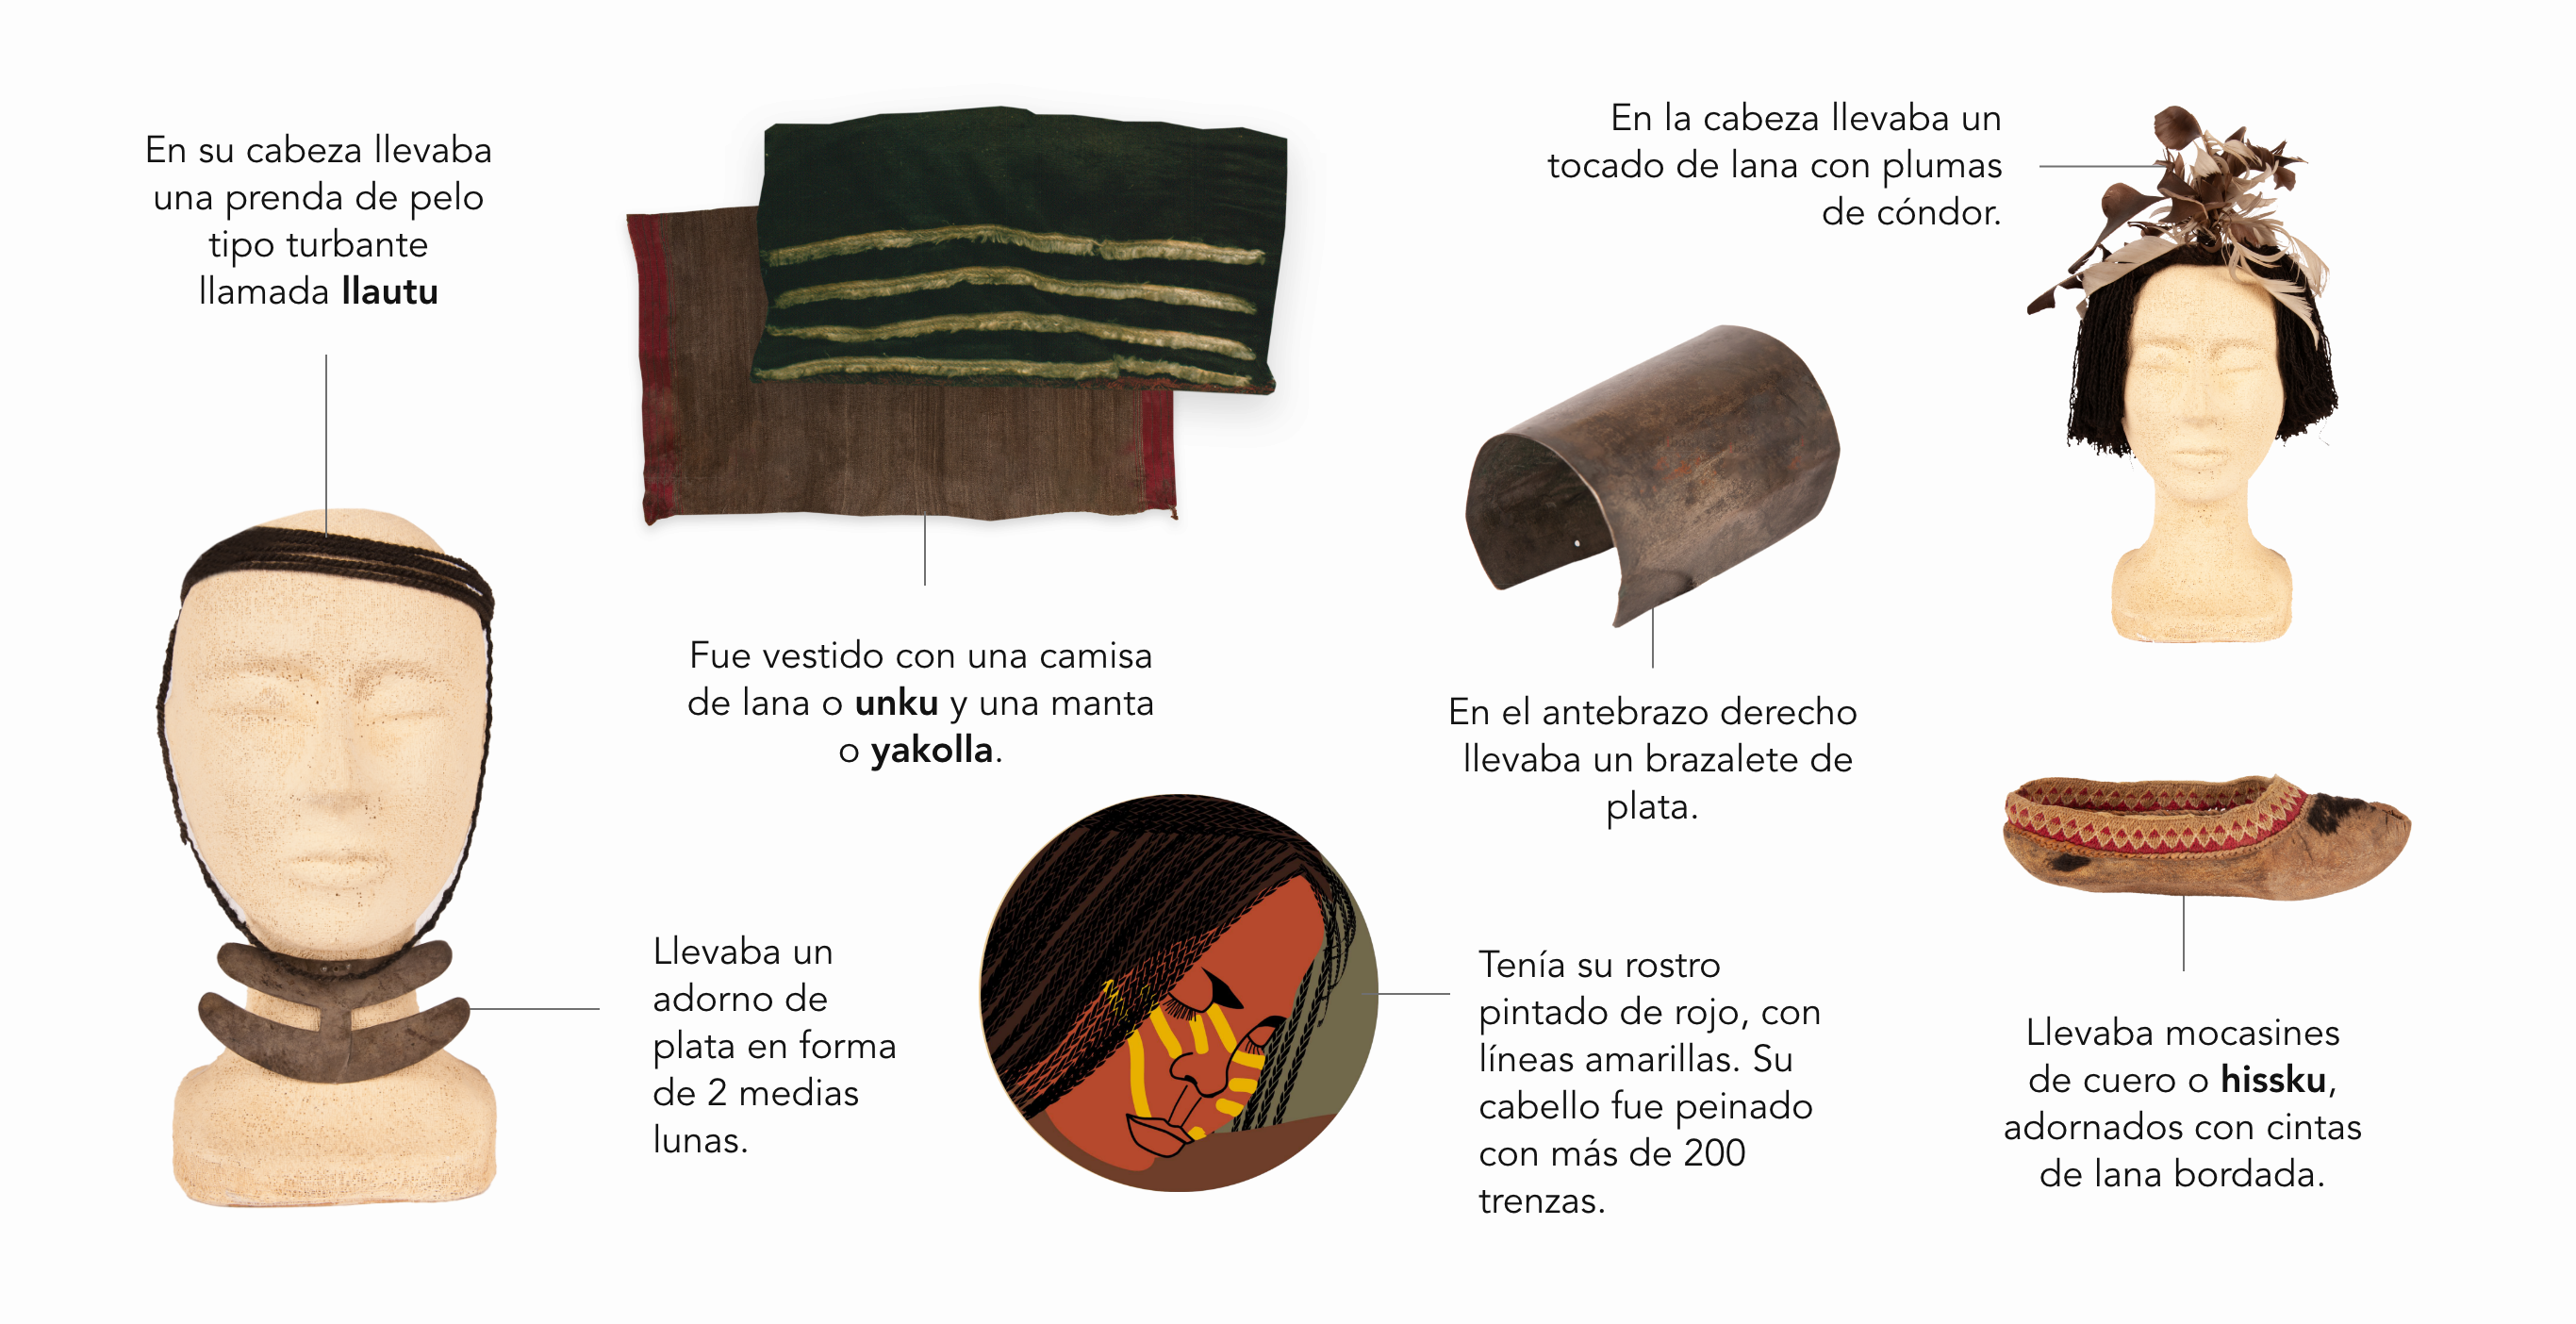 En su cabeza llevaba
una prenda de pelo
tipo turbante
llamada llautu
Fue vestido con una camisa
de lana o unku y una manta
o yakolla.
En la cabeza llevaba un
tocado de lana con plumas
de cóndor.
En el antebrazo derecho
llevaba un brazalete de
plata.
Llevaba un
adorno de
plata en forma
de 2 medias
lunas.
Tenía su rostro
pintado de rojo, con
líneas amarillas. Su
cabello fue peinado
con más de 200
trenzas.
Llevaba mocasines
de cuero o hissku,
adornados con cintas
de lana bordada.